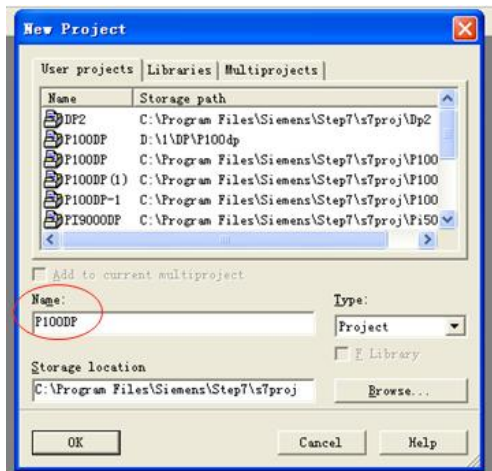 New Project
User projects Libraries Multiprojects
Name Storage path
DP2 C:\Program Files\Siemens\Step7\s7proj\Dp2
P100DP D:\1\DP\P100dp
P100DP C:\Program Files\Siemens\Step7\s7proj\P100
P100DP(1) C:\Program Files\Siemens\Step7\s7proj\P100
P100DP-1 C:\Program Files\Siemens\Step7\s7proj\P100
PI9000DP C:\Program Files\Siemens\Step7\s7proj\Pi50
Add to current multiproject
Name: Type:
P100DP Project
F Library
Storage location
C:\Program Files\Siemens\Step7\s7proj Browse...
OK Cancel Help